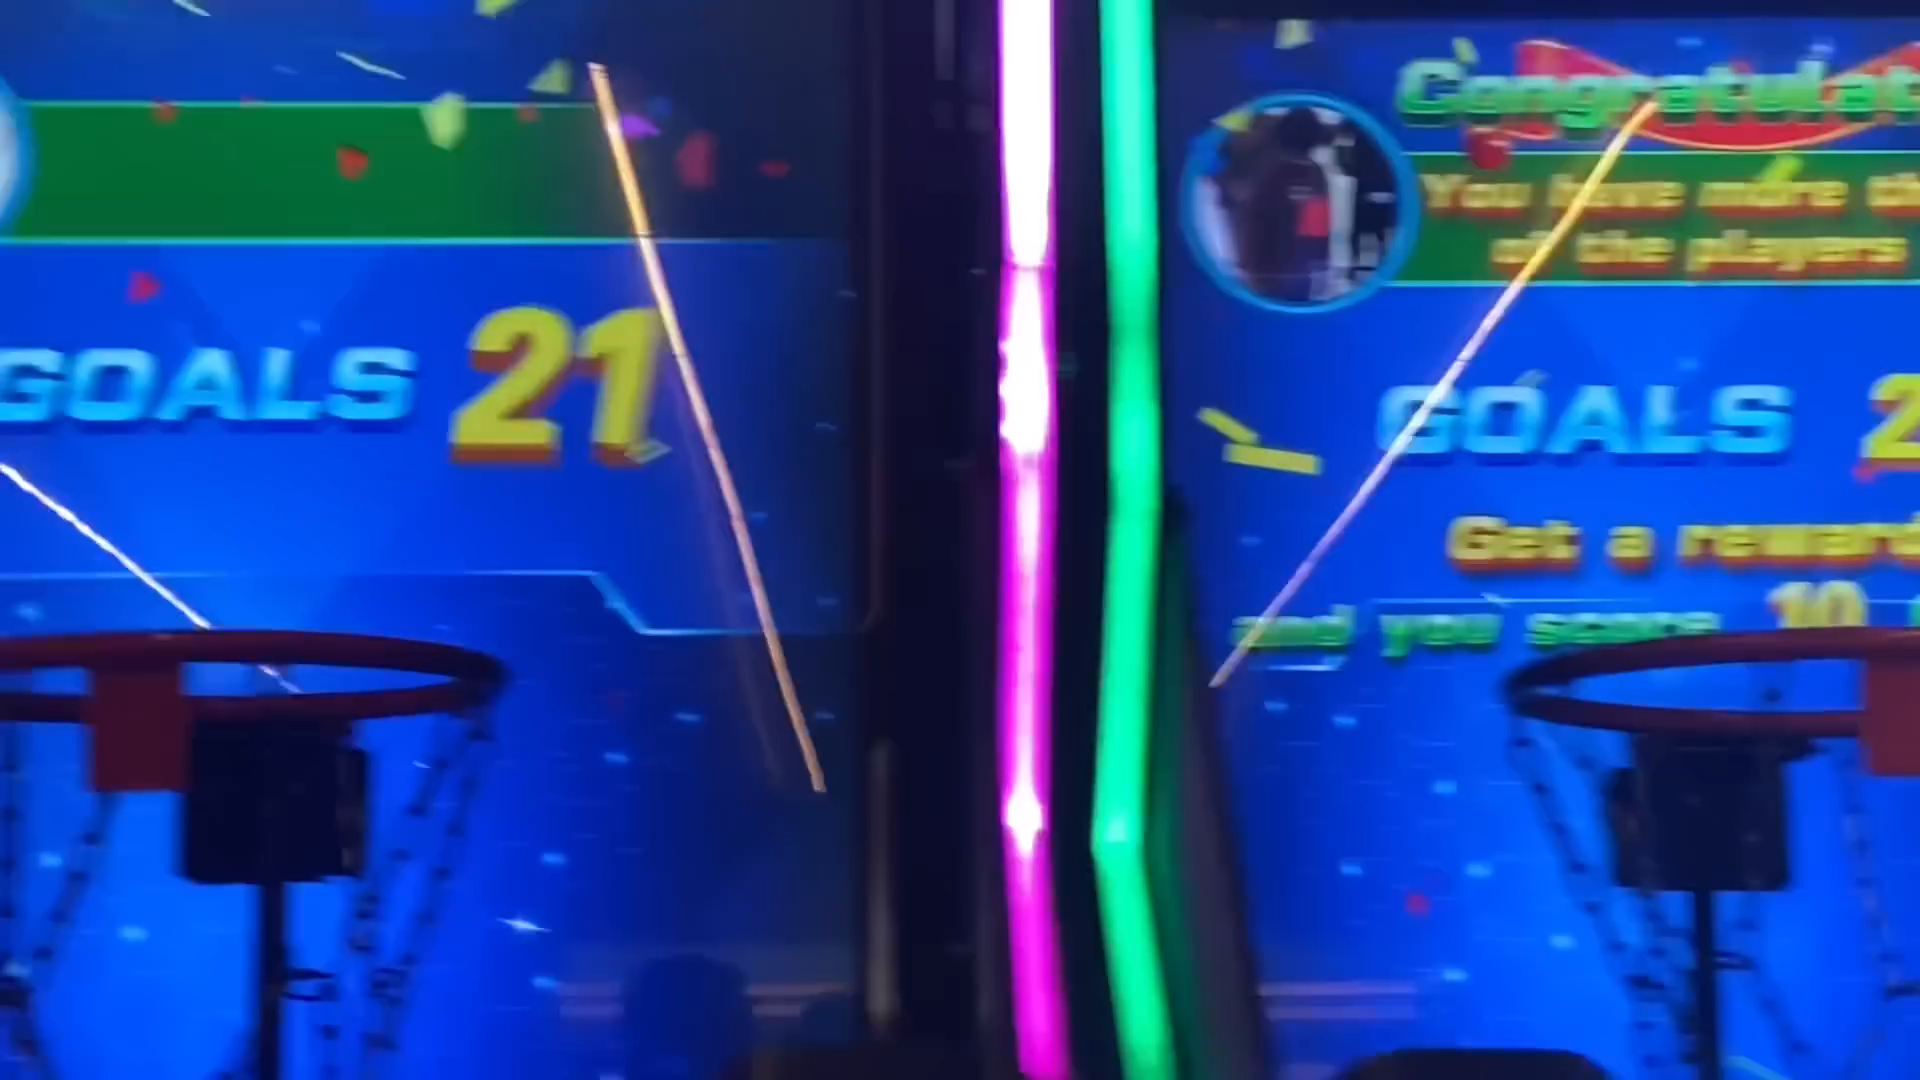 GOALS 21
Congratulat
You have more th
of the players
GOALS 2
Get a reward
and you score 10